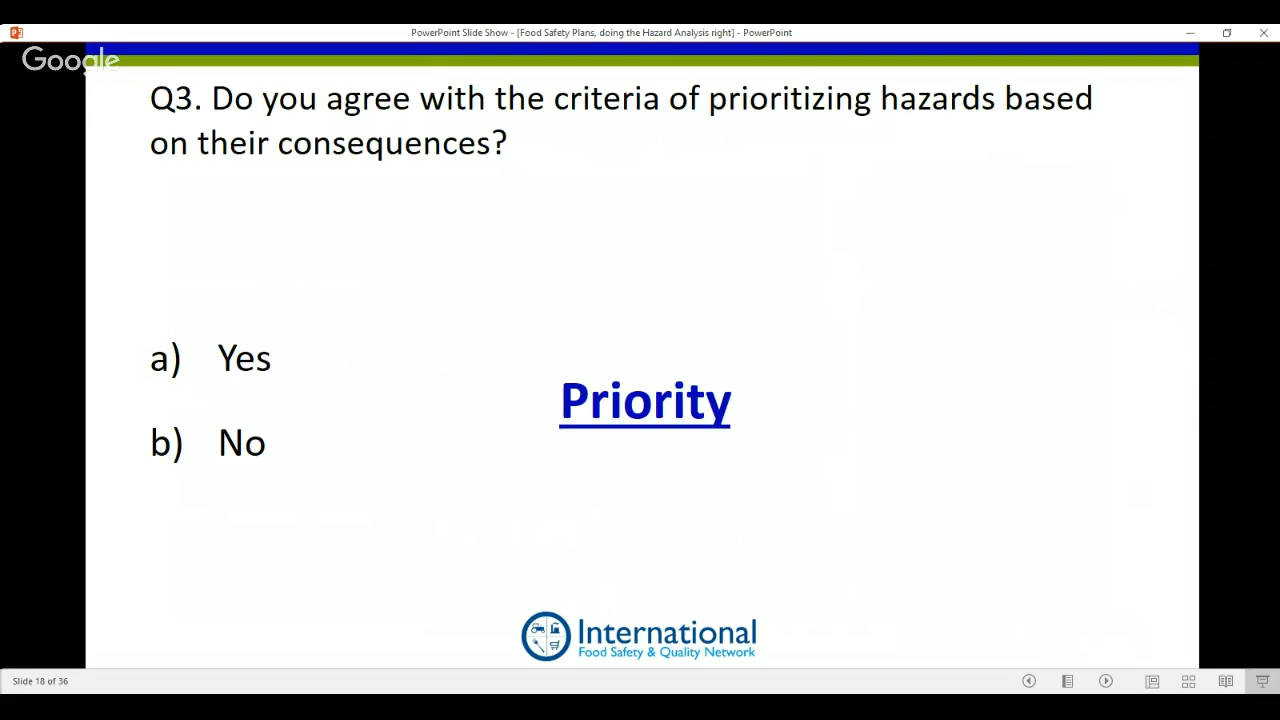 PowerPoint Slide Show - [Food Safety Plans, doing the Hazard Analysis right] - PowerPoint
Google
Q3. Do you agree with the criteria of prioritizing hazards based
on their consequences?
a) Yes
Priority
b) No
International
Food Safety & Quality Network
Slide 18 of 36